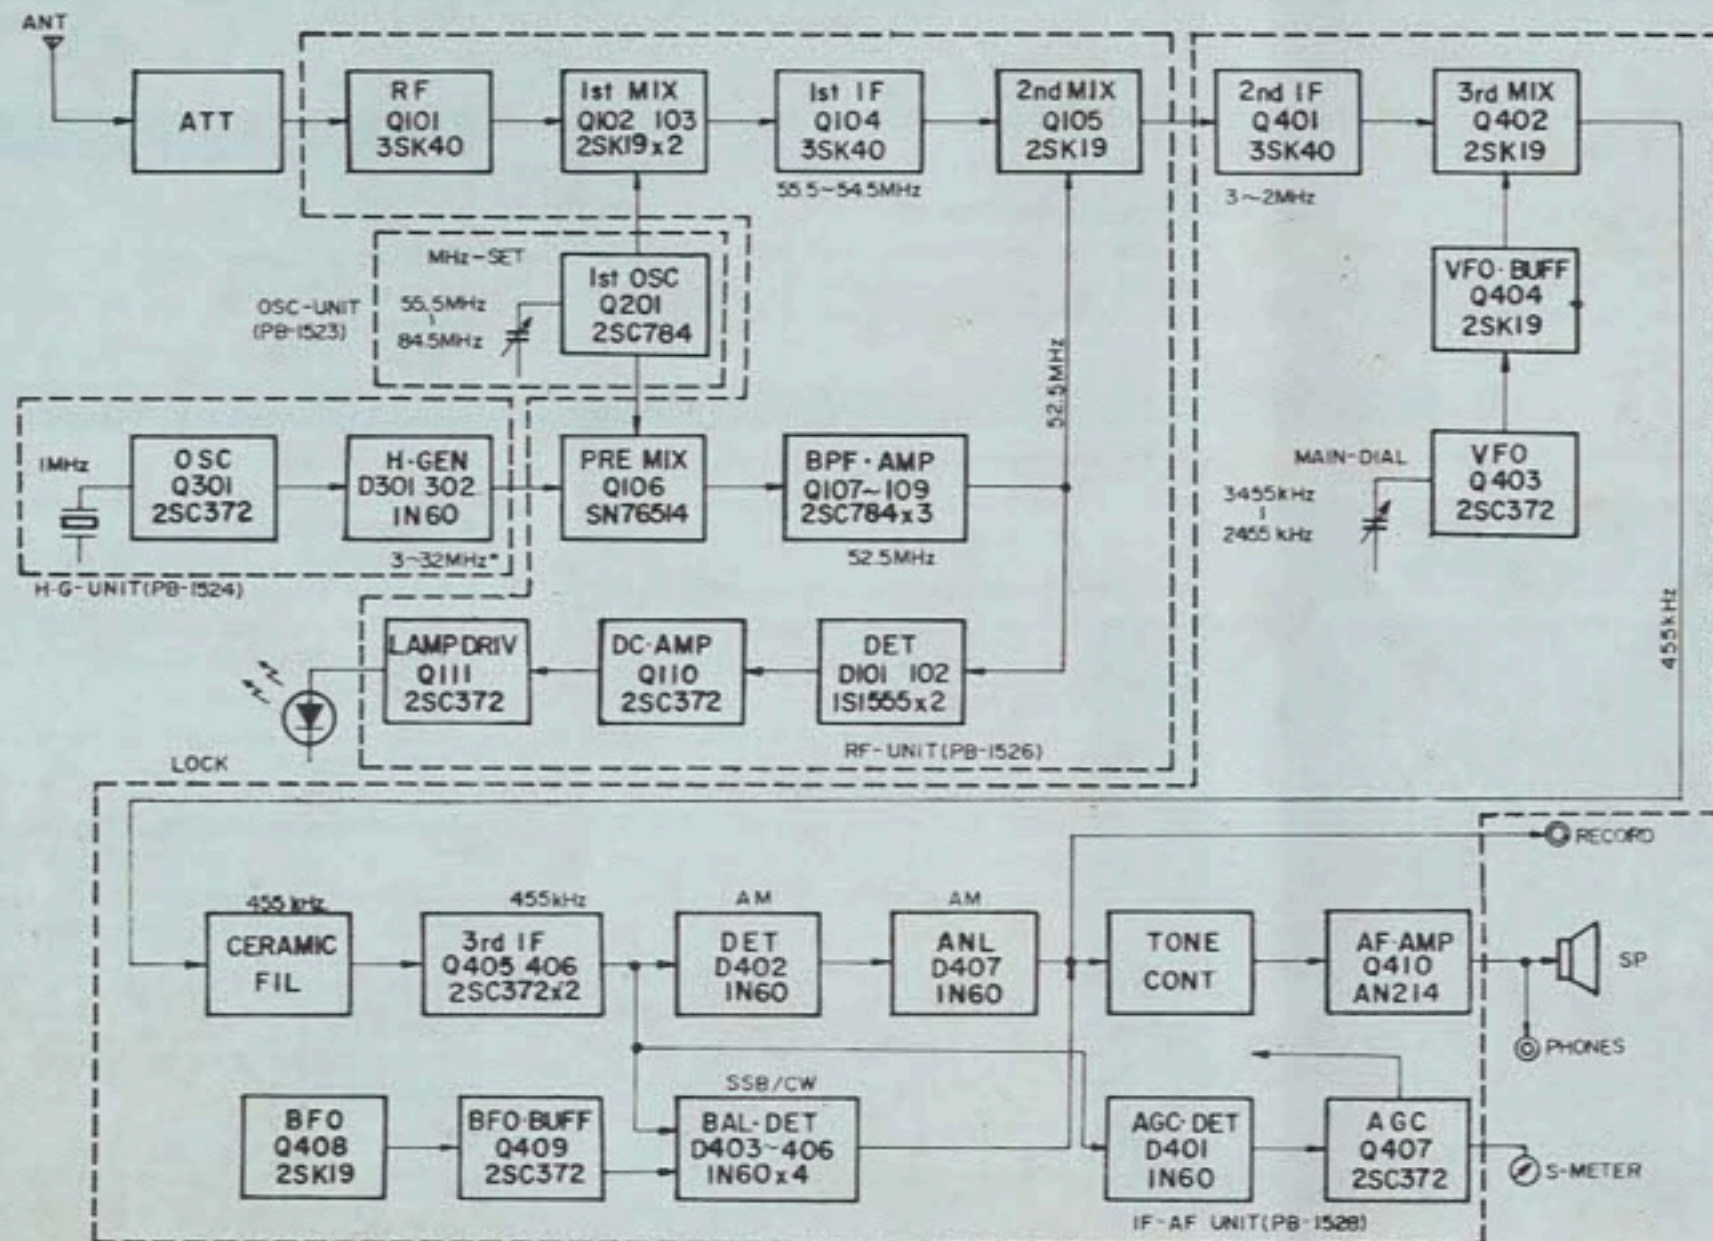 ANT
ATT
RF
Q101
3SK40
1st MIX
Q102 103
2SK19x2
1st IF
Q104
3SK40
55.5~54.5MHz
2nd MIX
Q105
2SK19
2nd IF
Q401
3SK40
3~2MHz
3rd MIX
Q402
2SK19
MHz-SET
OSC-UNIT
(PB-1523)
55.5MHz
~
84.5MHz
1st OSC
Q201
2SC784
52.5MHz
VFO·BUFF
Q404
2SK19
1MHz
OSC
Q301
2SC372
H-GEN
D301 302
1N60
3~32MHz*
H·G-UNIT(PB-1524)
PRE MIX
Q106
SN76514
BPF·AMP
Q107~109
2SC784x3
52.5MHz
MAIN-DIAL
3455kHz
~
2455kHz
VFO
Q403
2SC372
455kHz
LAMP DRIV
Q111
2SC372
DC·AMP
Q110
2SC372
DET
D101 102
1S1555x2
LOCK
RF-UNIT(PB-1526)
RECORD
455kHz
CERAMIC
FIL
455kHz
3rd IF
Q405 406
2SC372x2
AM
DET
D402
1N60
AM
ANL
D407
1N60
TONE
CONT
AF·AMP
Q410
AN214
SP
PHONES
BFO
Q408
2SK19
BFO·BUFF
Q409
2SC372
SSB/CW
BAL·DET
D403~406
1N60x4
AGC·DET
D401
1N60
AGC
Q407
2SC372
S-METER
IF-AF UNIT(PB-1528)